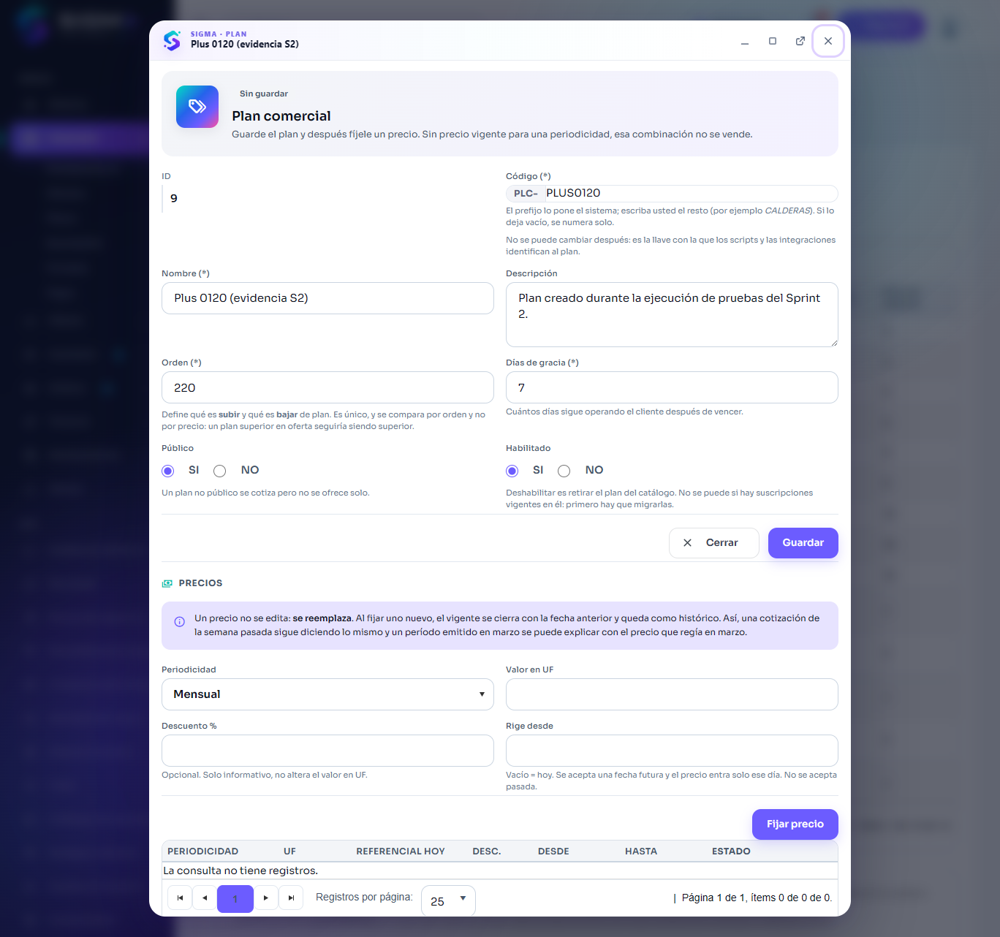 SIGMA · PLAN
Plus 0120 (evidencia S2)
Sin guardar
Plan comercial
Guarde el plan y después fíjele un precio. Sin precio vigente para una periodicidad, esa combinación no se vende.
ID
9
Código (*)
PLC- PLUS0120
El prefijo lo pone el sistema; escriba usted el resto (por ejemplo CALDERAS). Si lo
deja vacío, se numera solo.
No se puede cambiar después: es la llave con la que los scripts y las integraciones
identifican al plan.
Nombre (*)
Plus 0120 (evidencia S2)
Descripción
Plan creado durante la ejecución de pruebas del Sprint
2.
Orden (*)
220
Define qué es subir y qué es bajar de plan. Es único, y se compara por orden y no
por precio: un plan superior en oferta seguiría siendo superior.
Días de gracia (*)
7
Cuántos días sigue operando el cliente después de vencer.
Público
SI NO
Un plan no público se cotiza pero no se ofrece solo.
Habilitado
SI NO
Deshabilitar es retirar el plan del catálogo. No se puede si hay suscripciones
vigentes en él: primero hay que migrarlas.
Cerrar
Guardar
PRECIOS
Un precio no se edita: se reemplaza. Al fijar uno nuevo, el vigente se cierra con la fecha anterior y queda como histórico. Así, una cotización de
la semana pasada sigue diciendo lo mismo y un período emitido en marzo se puede explicar con el precio que regía en marzo.
Periodicidad
Mensual
Valor en UF
Descuento %
Opcional. Solo informativo, no altera el valor en UF.
Rige desde
Vacío = hoy. Se acepta una fecha futura y el precio entra solo ese día. No se acepta
pasada.
Fijar precio
PERIODICIDAD UF REFERENCIAL HOY DESC. DESDE HASTA ESTADO
La consulta no tiene registros.
1 Registros por página: 25 | Página 1 de 1, ítems 0 de 0 de 0.